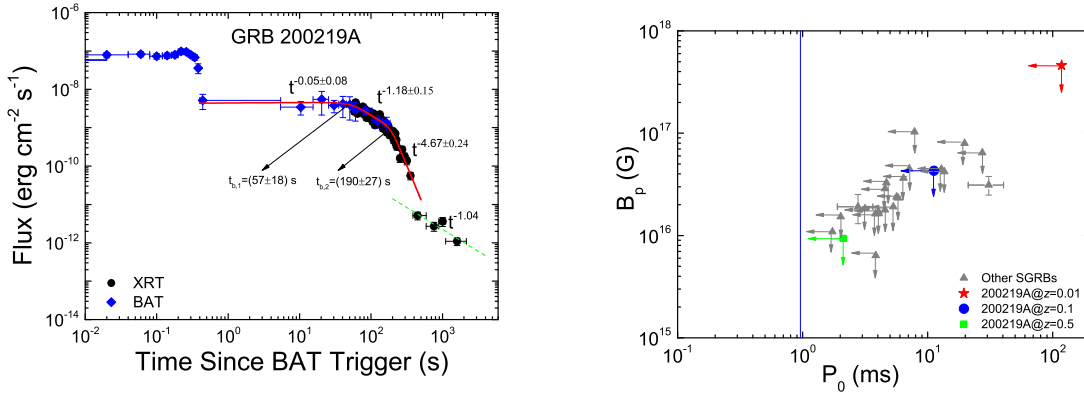 GRB 200219A
t^-0.05±0.08
t^-1.18±0.15
t^-4.67±0.24
t_b,1=(57±18) s
t_b,2=(190±27) s
t^-1.04
XRT
BAT
10^-6
10^-8
10^-10
10^-12
10^-14
Flux (erg cm^-2 s^-1)
10^-2 10^-1 10^0 10^1 10^2 10^3
Time Since BAT Trigger (s)
10^18
10^17
10^16
10^15
B_p (G)
Other SGRBs
200219A@z=0.01
200219A@z=0.1
200219A@z=0.5
10^-1 10^0 10^1 10^2
P_0 (ms)